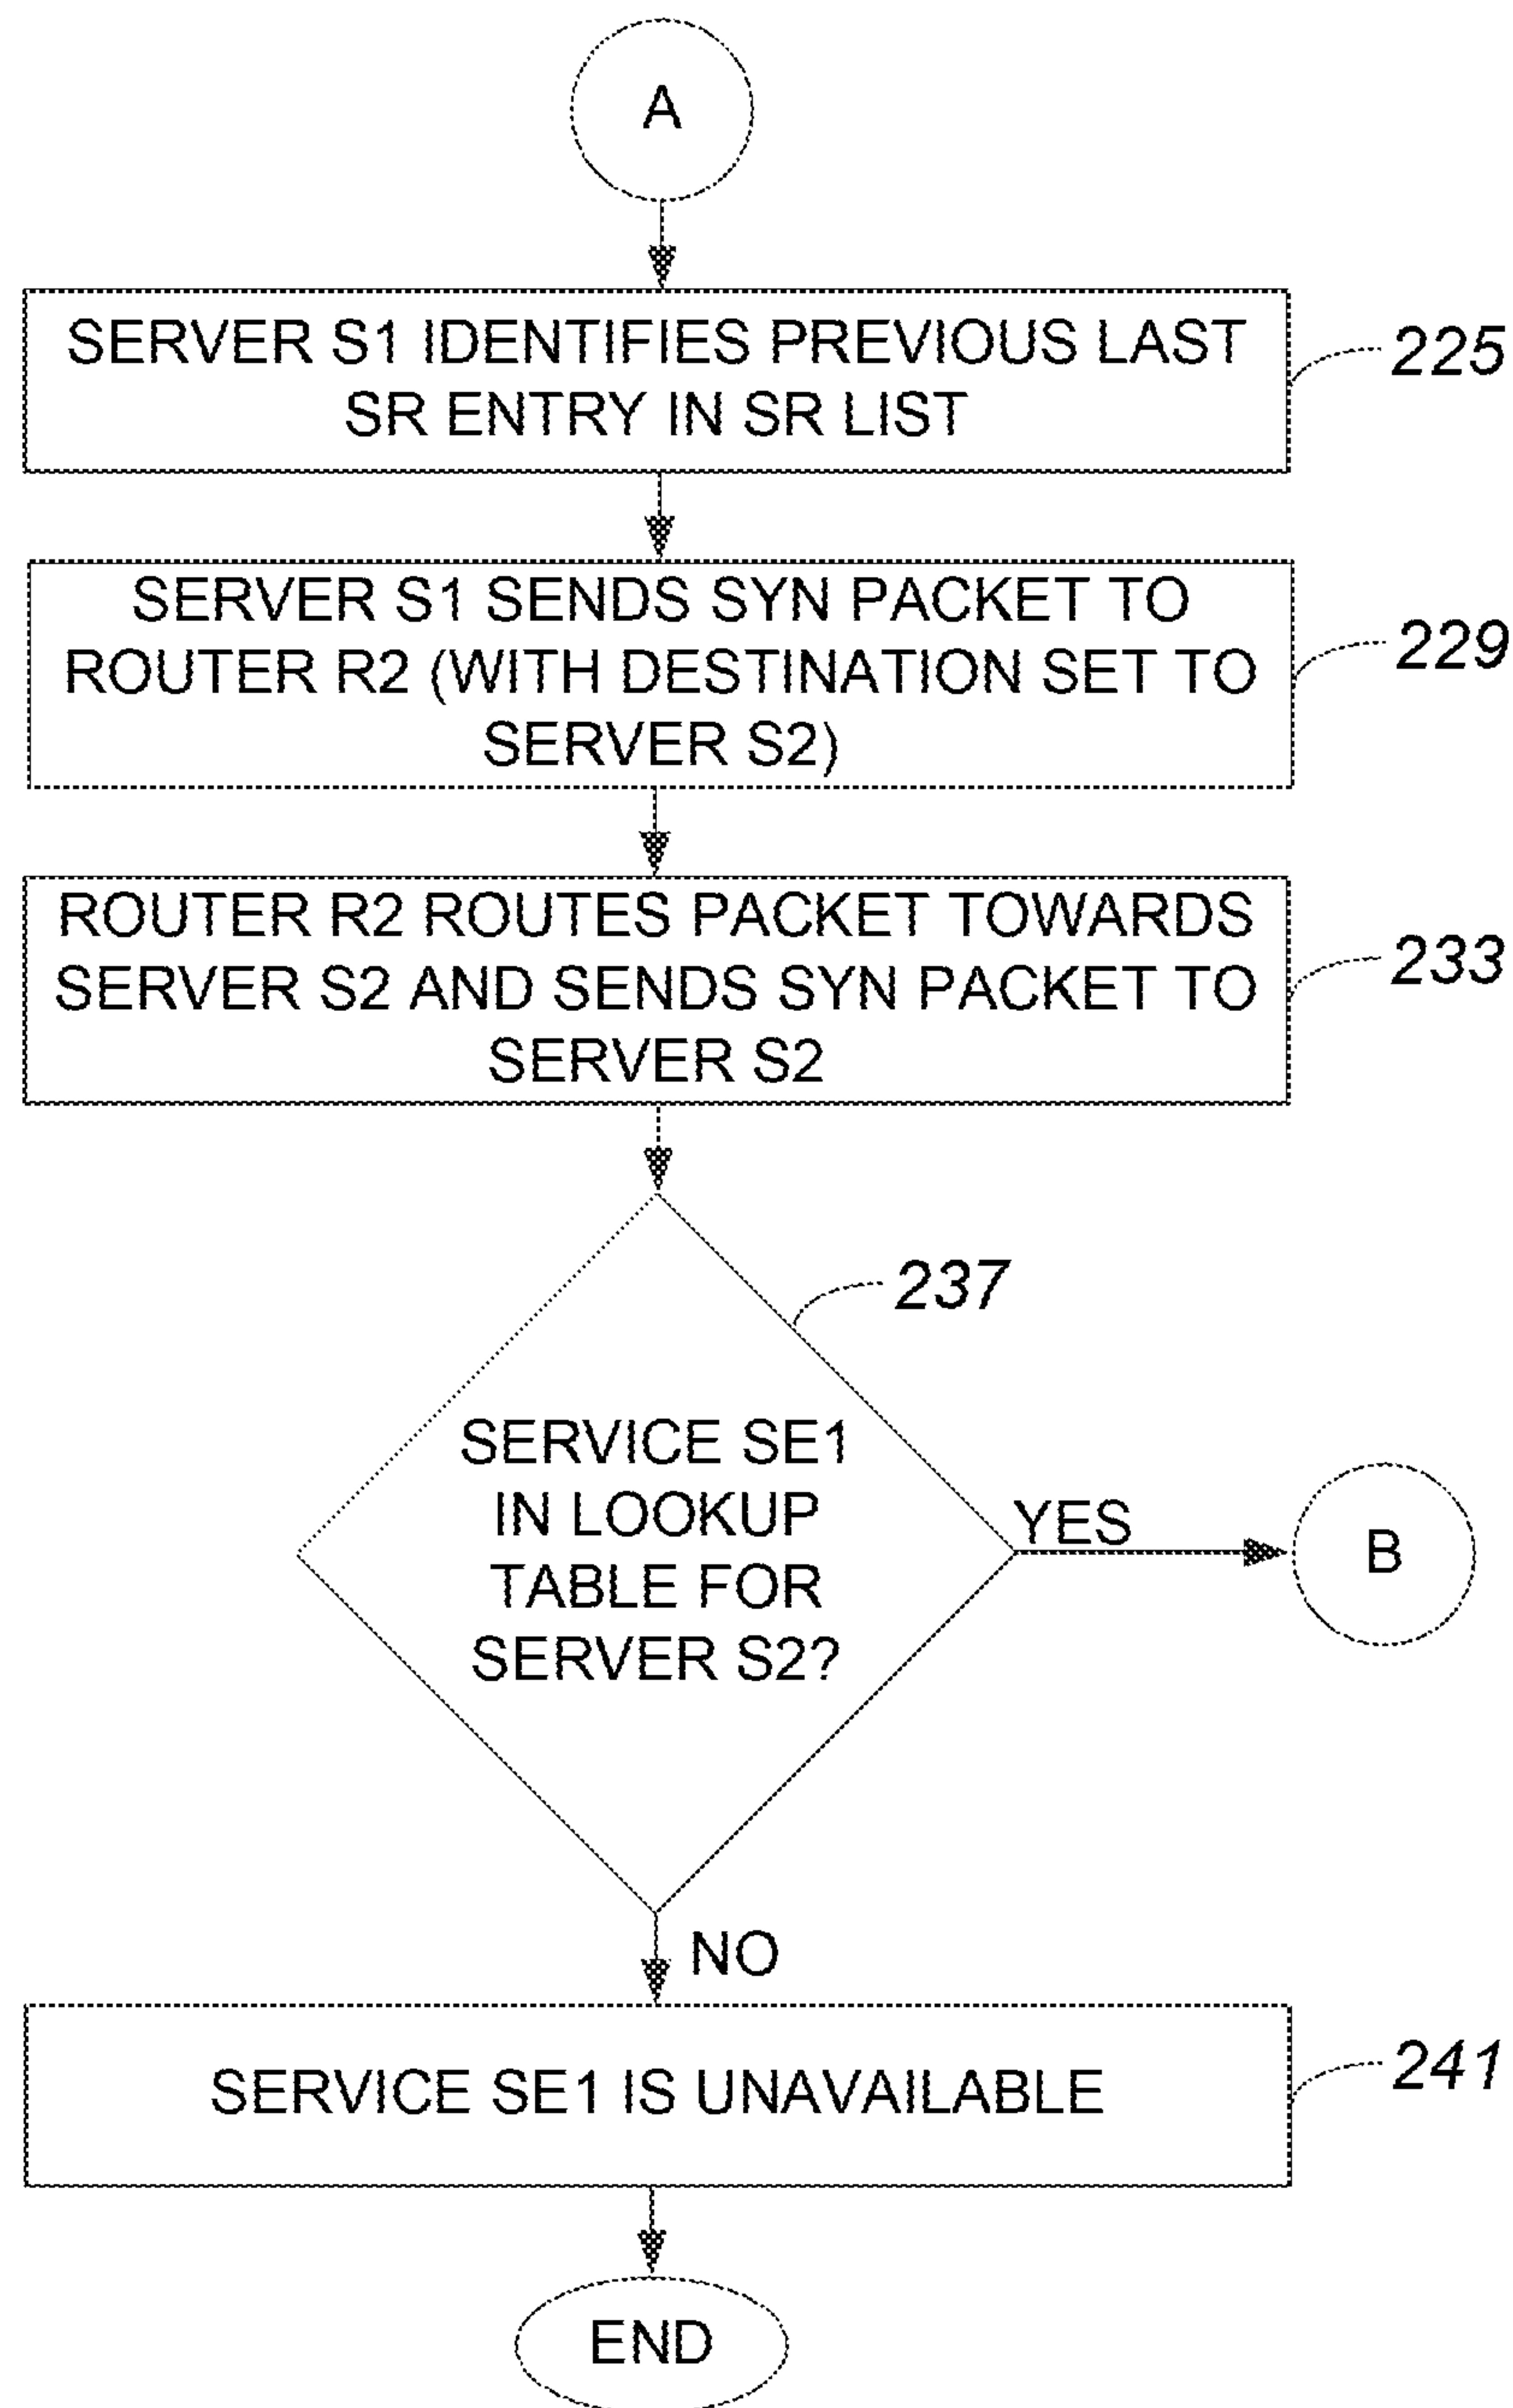 A
SERVER S1 IDENTIFIES PREVIOUS LAST
SR ENTRY IN SR LIST
225
SERVER S1 SENDS SYN PACKET TO
ROUTER R2 (WITH DESTINATION SET TO
SERVER S2)
229
ROUTER R2 ROUTES PACKET TOWARDS
SERVER S2 AND SENDS SYN PACKET TO
SERVER S2
233
237
SERVICE SE1
IN LOOKUP
TABLE FOR
SERVER S2?
YES
B
NO
SERVICE SE1 IS UNAVAILABLE
241
END